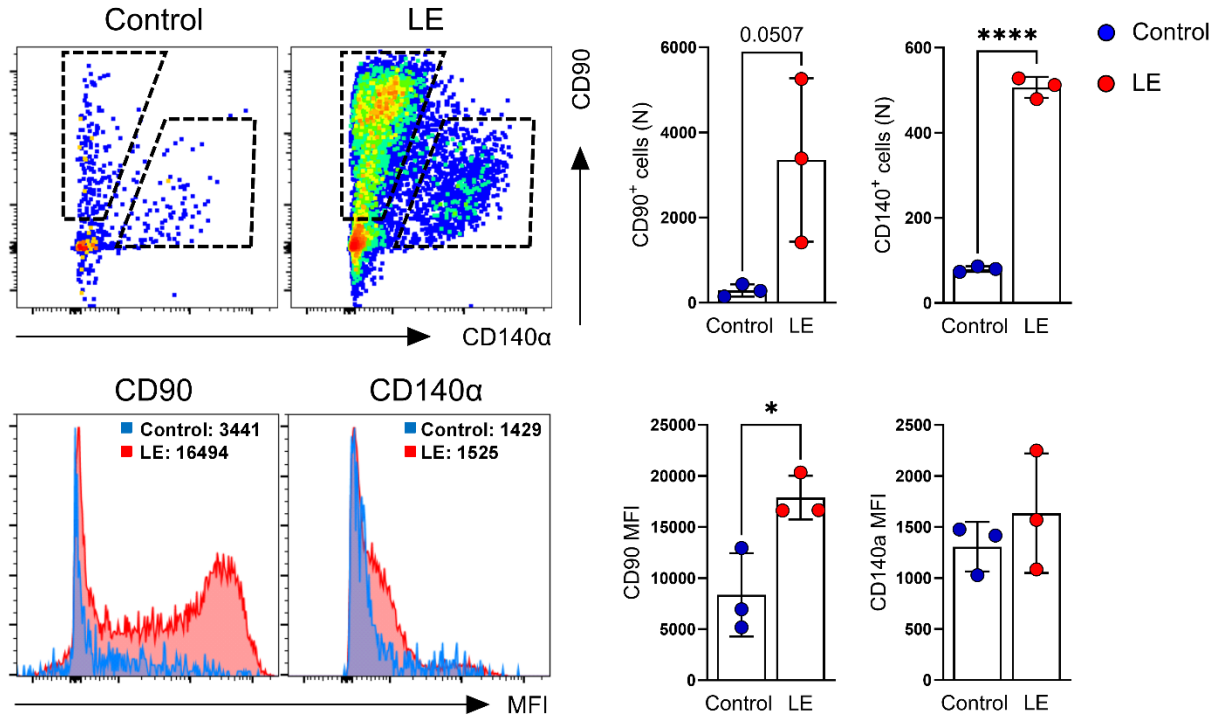 Control
LE
CD90
CD140α
0.0507
6000
4000
2000
0
CD90+ cells (N)
Control
LE
****
600
400
200
0
CD140+ cells (N)
Control
LE
Control
LE
CD90
Control: 3441
LE: 16494
CD140α
Control: 1429
LE: 1525
MFI
*
25000
20000
15000
10000
5000
0
CD90 MFI
Control
LE
2500
2000
1500
1000
500
0
CD140a MFI
Control
LE